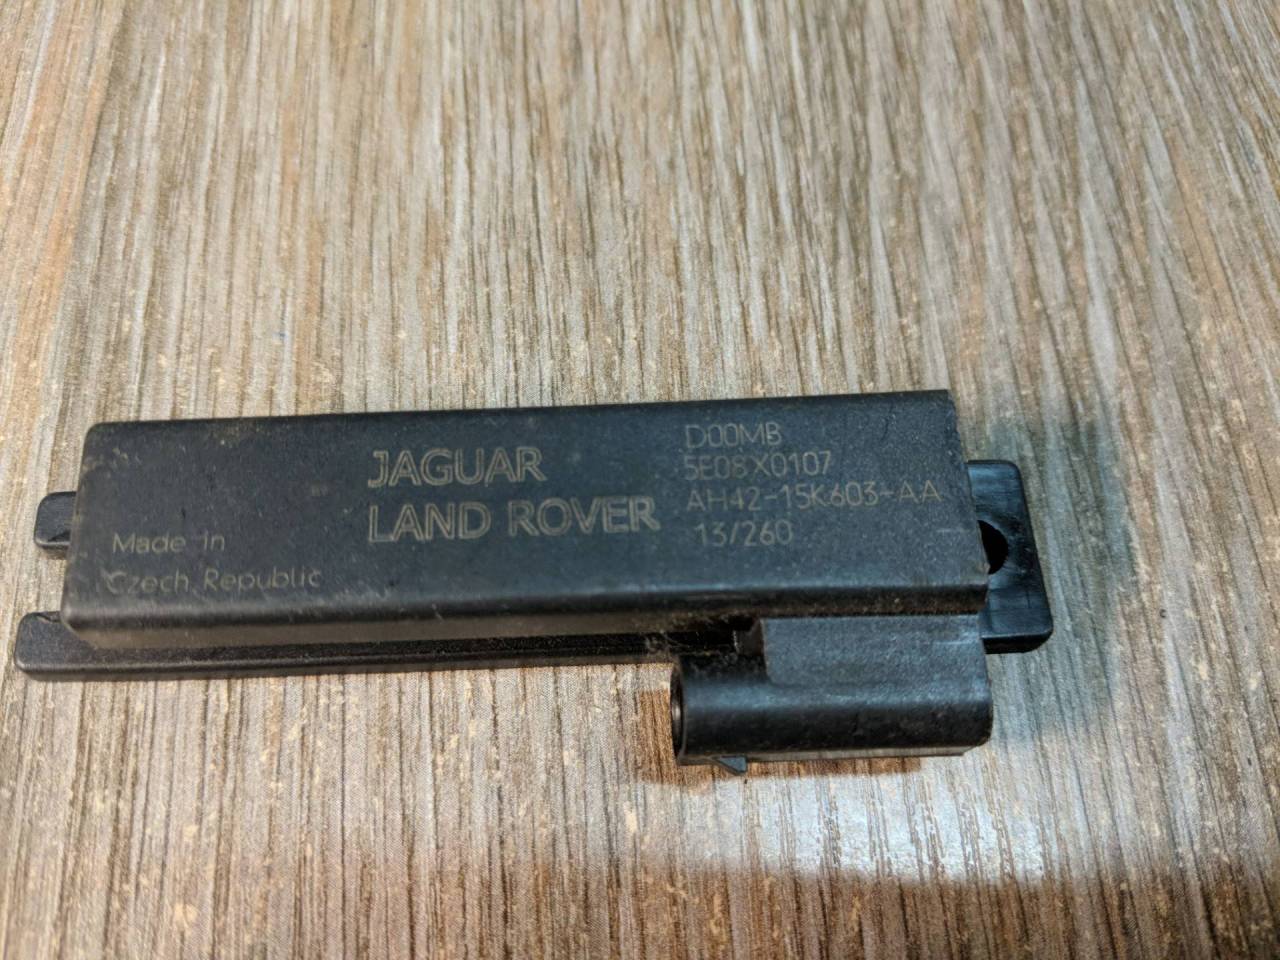 Made in
Czech Republic
JAGUAR
LAND ROVER
D00MB
5E08X0107
AH42-15K603-AA
13/260